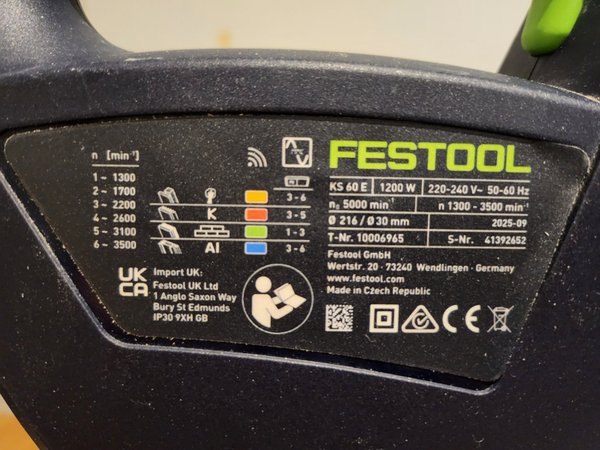 n [min⁻¹]
1 ~ 1300
2 ~ 1700
3 ~ 2200
4 ~ 2600
5 ~ 3100
6 ~ 3500
3 - 6
K 3 - 5
1 - 3
Al 3 - 6
UK
CA
Import UK:
Festool UK Ltd
1 Anglo Saxon Way
Bury St Edmunds
IP30 9XH GB
FESTOOL
KS 60 E 1200 W 220-240 V~ 50-60 Hz
n₀ 5000 min⁻¹ n 1300 - 3500 min⁻¹
Ø 216 / Ø 30 mm 2025-09
T-Nr. 10006965 S-Nr. 41392652
Festool GmbH
Wertstr. 20 · 73240 Wendlingen · Germany
www.festool.com
Made in Czech Republic
CE